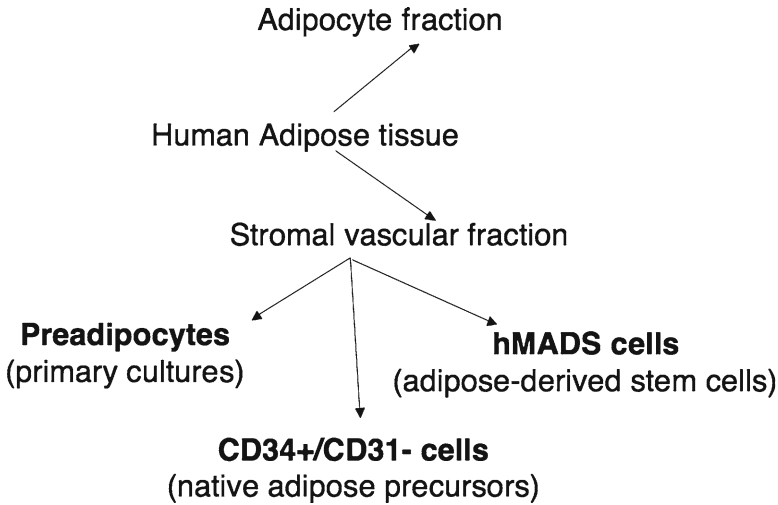 Adipocyte fraction
Human Adipose tissue
Stromal vascular fraction
Preadipocytes
(primary cultures)
hMADS cells
(adipose-derived stem cells)
CD34+/CD31- cells
(native adipose precursors)